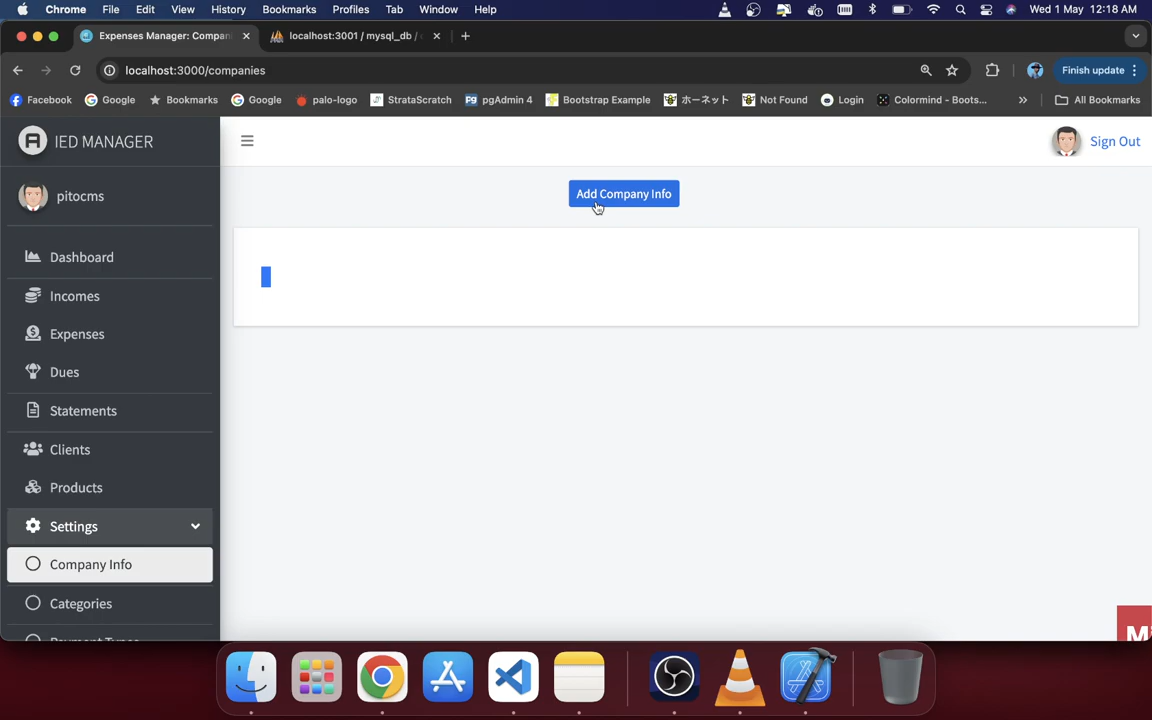 Chrome File Edit View History Bookmarks Profiles Tab Window Help Wed 1 May 12:18 AM
Expenses Manager: Compani localhost:3001 / mysql_db /
localhost:3000/companies Finish update
Facebook Google Bookmarks Google palo-logo StrataScratch pgAdmin 4 Bootstrap Example ホーネット Not Found Login Colormind - Boots... » All Bookmarks
IED MANAGER Sign Out
pitocms Add Company Info
Dashboard
Incomes
Expenses
Dues
Statements
Clients
Products
Settings
Company Info
Categories
Payment Types